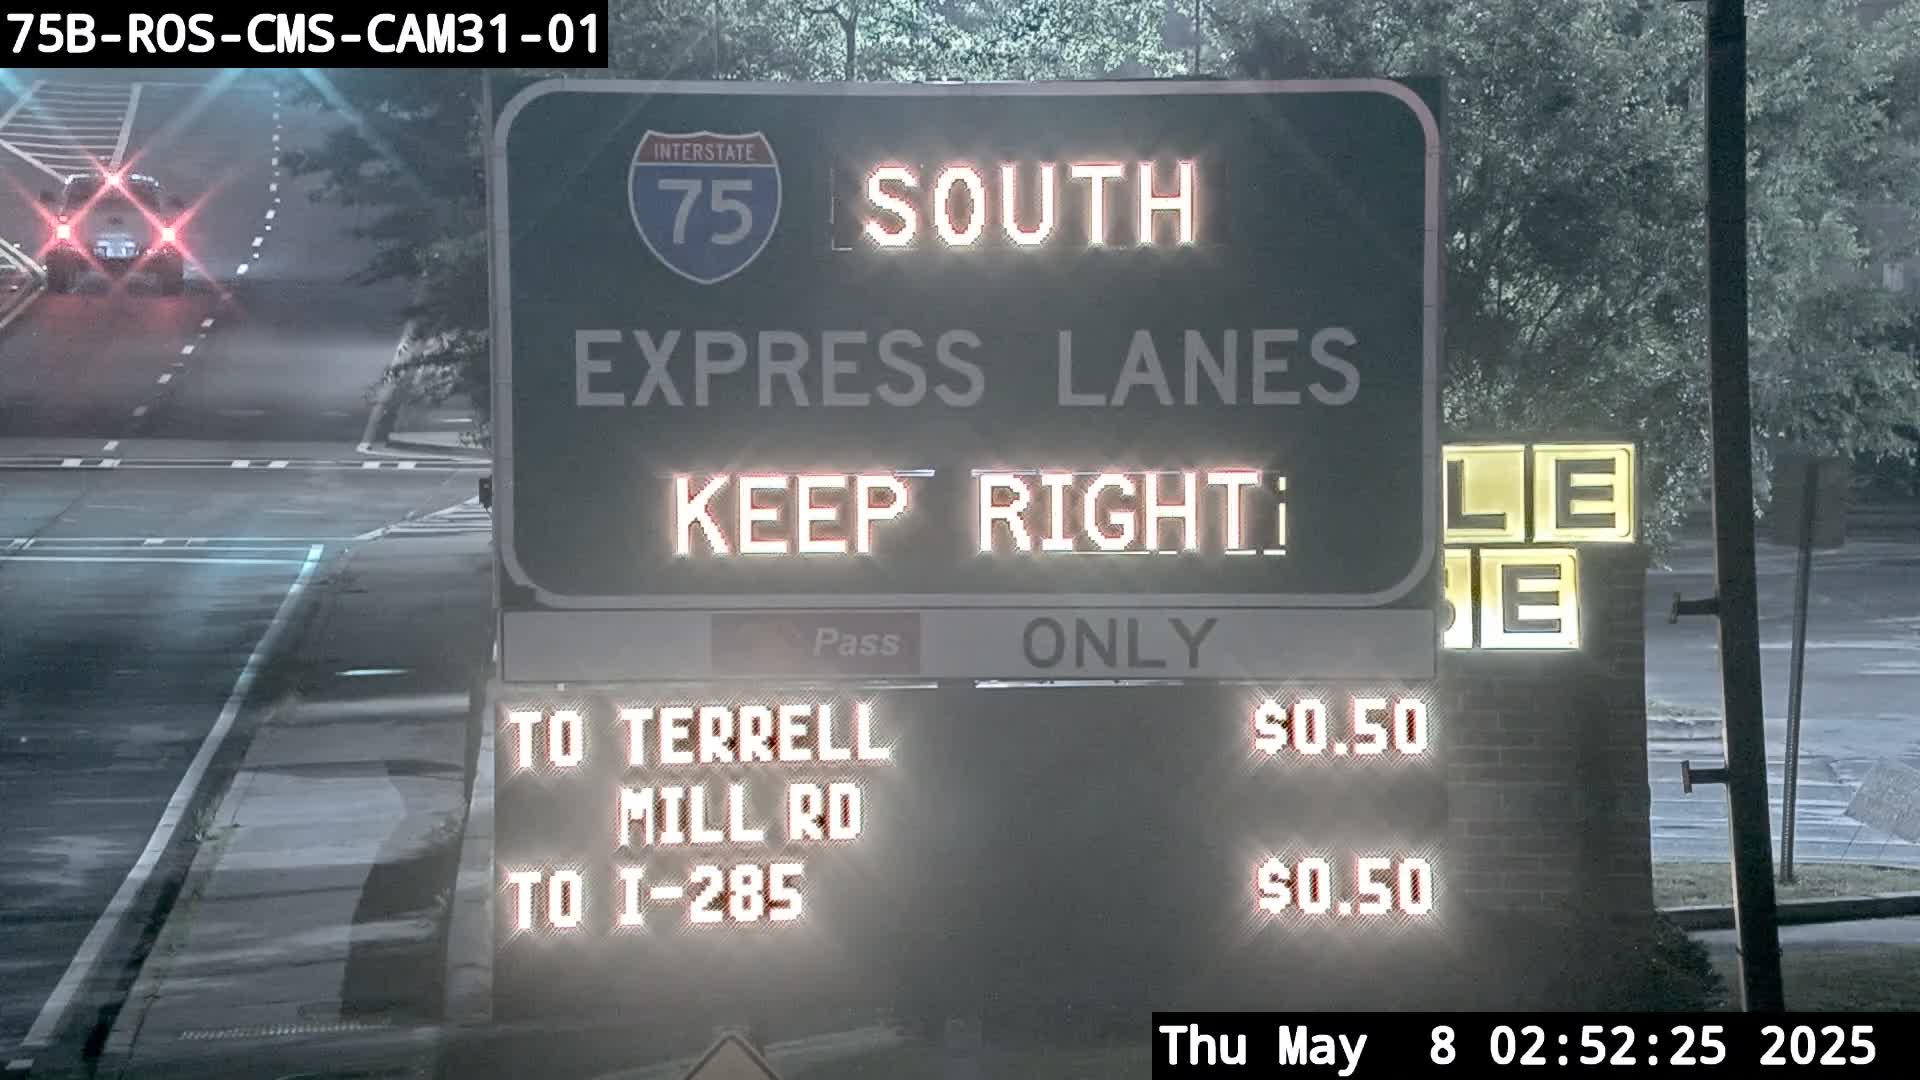 75B-ROS-CMS-CAM31-01
INTERSTATE
75
SOUTH
EXPRESS LANES
KEEP RIGHT
Pass ONLY
TO TERRELL $0.50
MILL RD
TO I-285 $0.50
LE
E
Thu May 8 02:52:25 2025